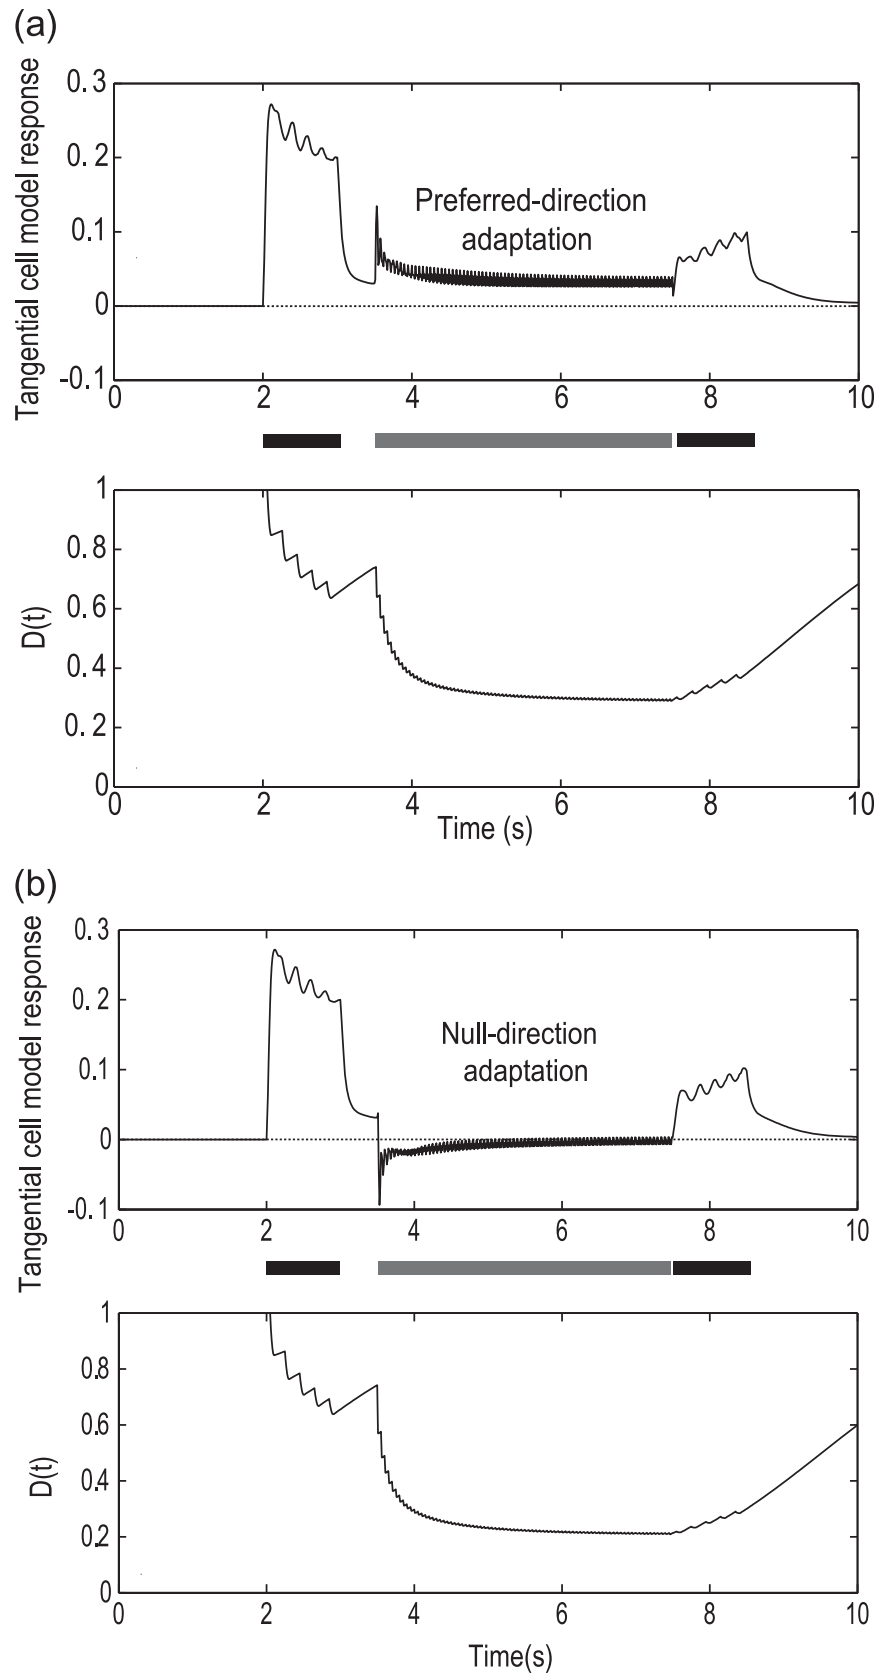 (a)
Tangential cell model response
0.3
0.2
0.1
0
-0.1
Preferred-direction
adaptation
0 2 4 6 8 10
D(t)
1
0.8
0.6
0.4
0.2
0
0 2 4 6 8 10
Time (s)
(b)
Tangential cell model response
0.3
0.2
0.1
0
-0.1
Null-direction
adaptation
0 2 4 6 8 10
D(t)
1
0.8
0.6
0.4
0.2
0
0 2 4 6 8 10
Time(s)